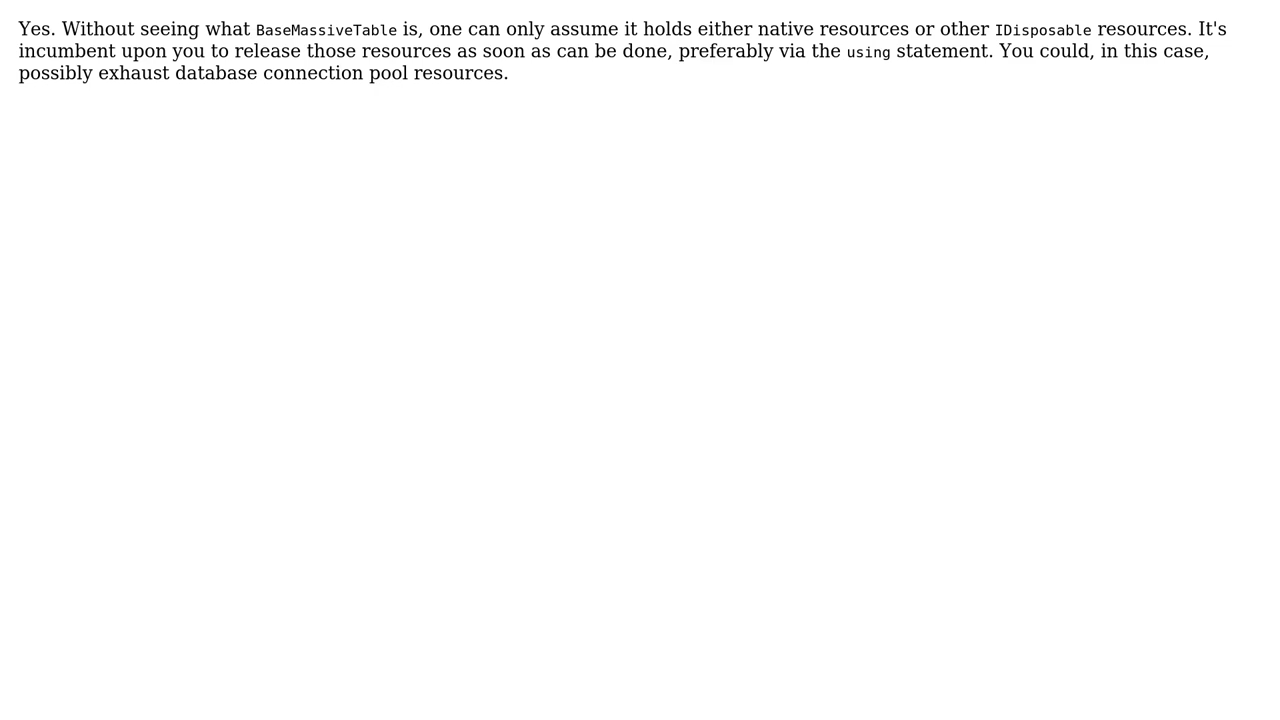 Yes. Without seeing what BaseMassiveTable is, one can only assume it holds either native resources or other IDisposable resources. It's
incumbent upon you to release those resources as soon as can be done, preferably via the using statement. You could, in this case,
possibly exhaust database connection pool resources.